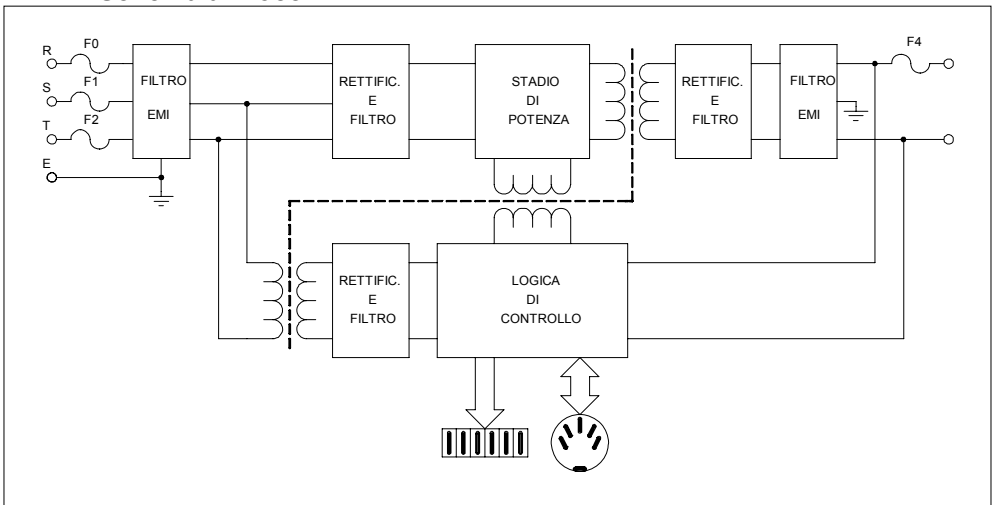 R
F0
S
F1
T
F2
E
FILTRO
EMI
RETTIFIC.
E
FILTRO
STADIO
DI
POTENZA
RETTIFIC.
E
FILTRO
FILTRO
EMI
F4
RETTIFIC.
E
FILTRO
LOGICA
DI
CONTROLLO